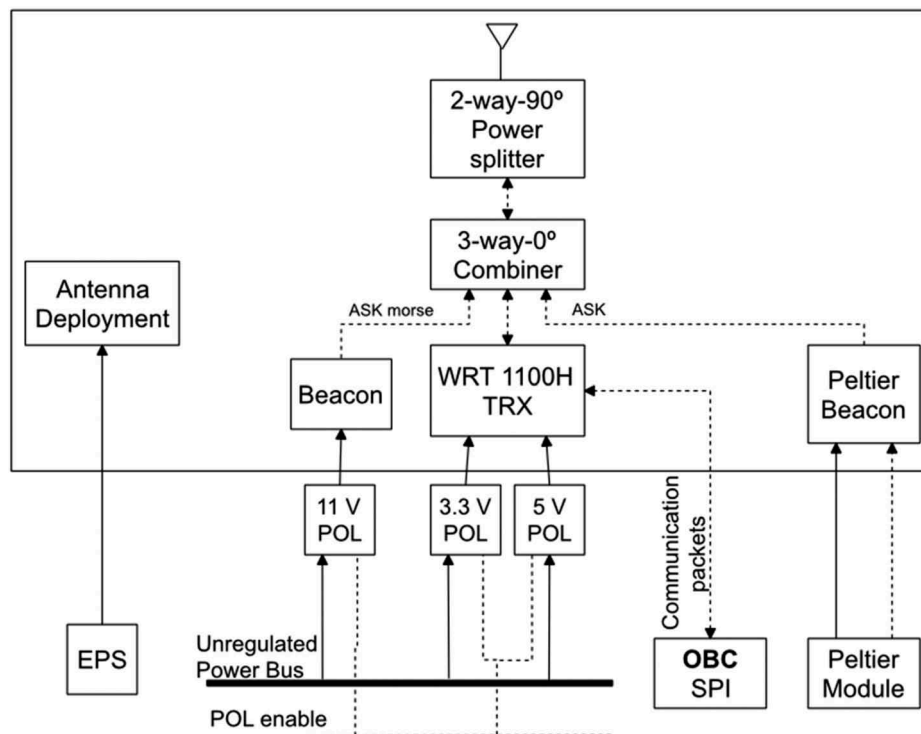 2-way-90º
Power
splitter
3-way-0º
Combiner
Antenna
Deployment
ASK morse
ASK
Beacon
WRT 1100H
TRX
Peltier
Beacon
11 V
POL
3.3 V
POL
5 V
POL
Communication
packets
EPS
Unregulated
Power Bus
OBC
SPI
Peltier
Module
POL enable